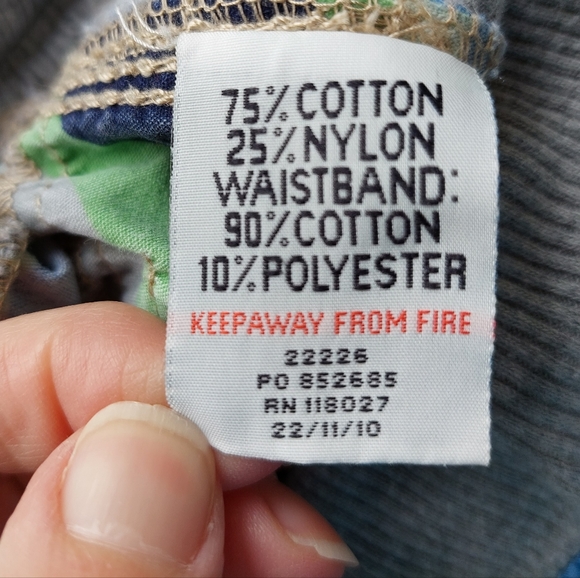 75% COTTON
25% NYLON
WAISTBAND:
90% COTTON
10% POLYESTER
KEEPAWAY FROM FIRE
22226
PO 852685
RN 118027
22/11/10